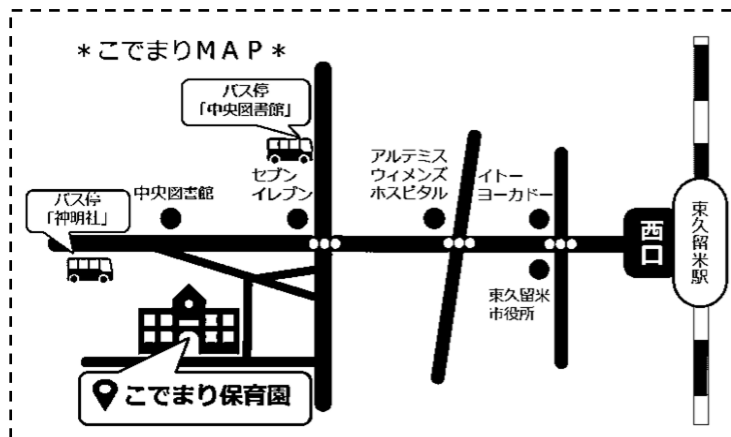 ＊こでまりＭＡＰ＊
バス停
「中央図書館」
バス停
「神明社」
中央図書館
セブン
イレブン
アルテミス
ウィメンズ
ホスピタル
イトー
ヨーカドー
東久留米
市役所
西口
東久留米駅
こでまり保育園